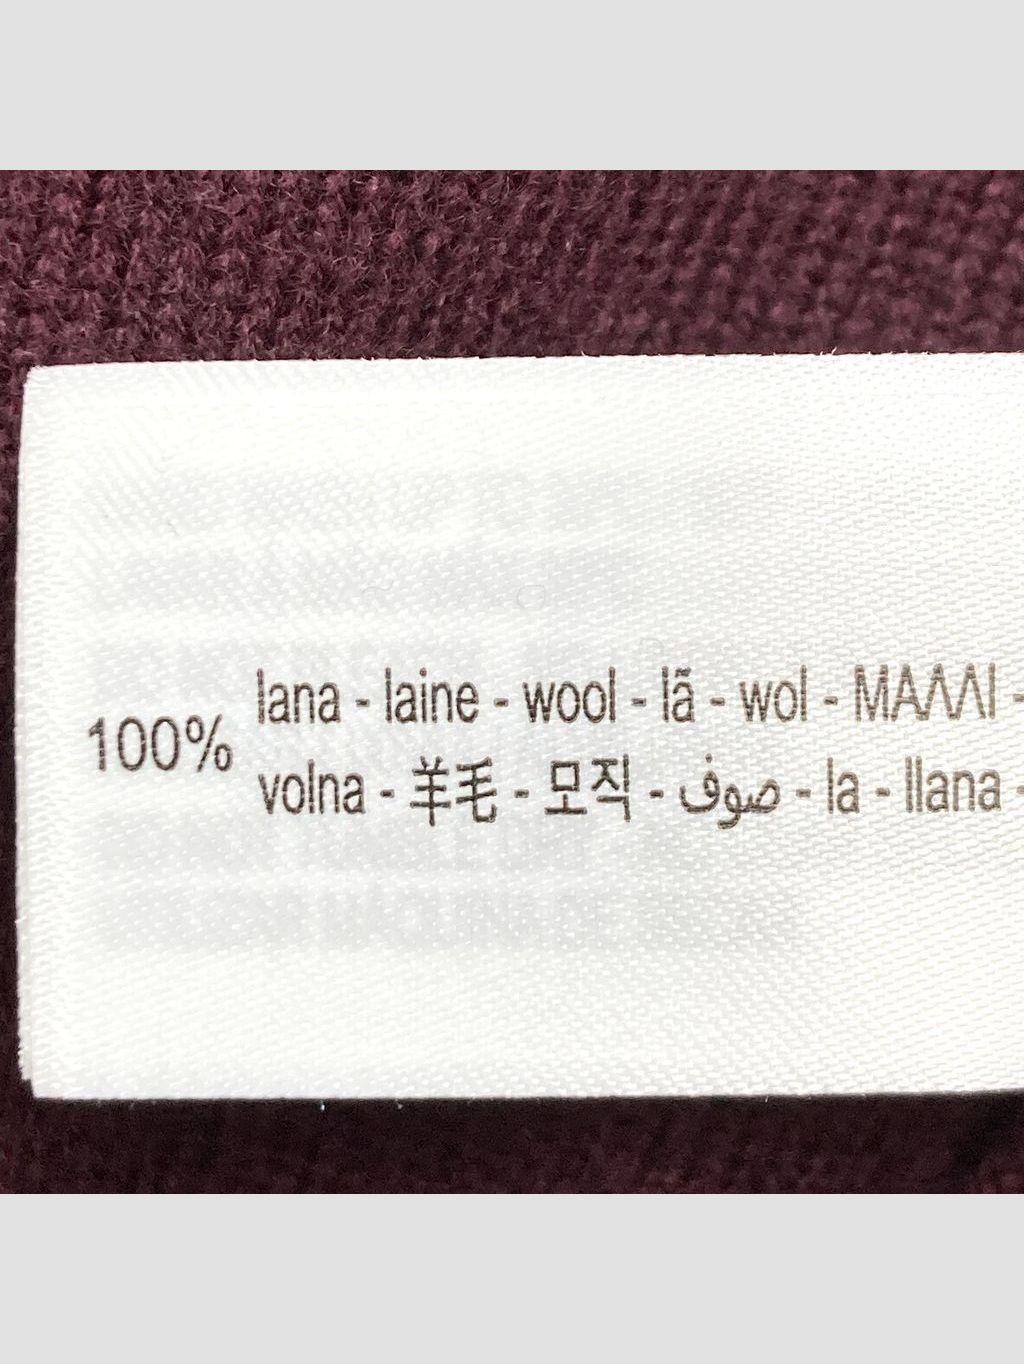 100% lana - laine - wool - lã - wol - ΜΑΛΛΙ -
volna - 羊毛 - 모직 - صوف - la - llana -